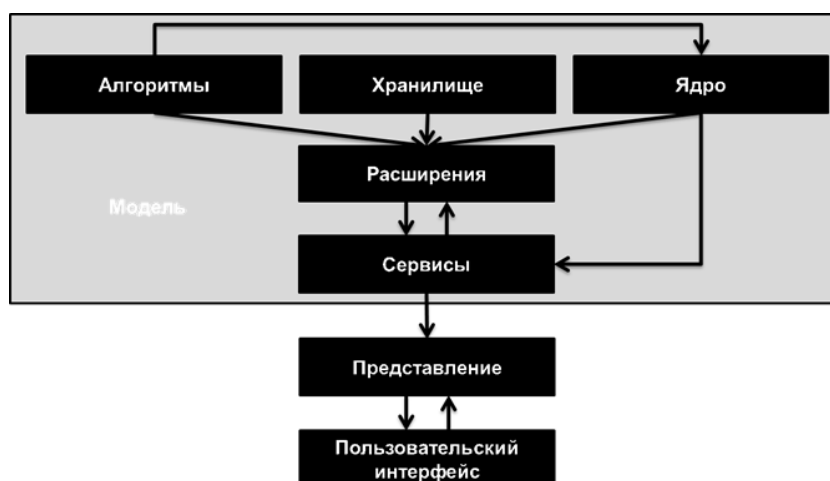 Алгоритмы
Хранилище
Ядро
Расширения
Модель
Сервисы
Представление
Пользовательский
интерфейс